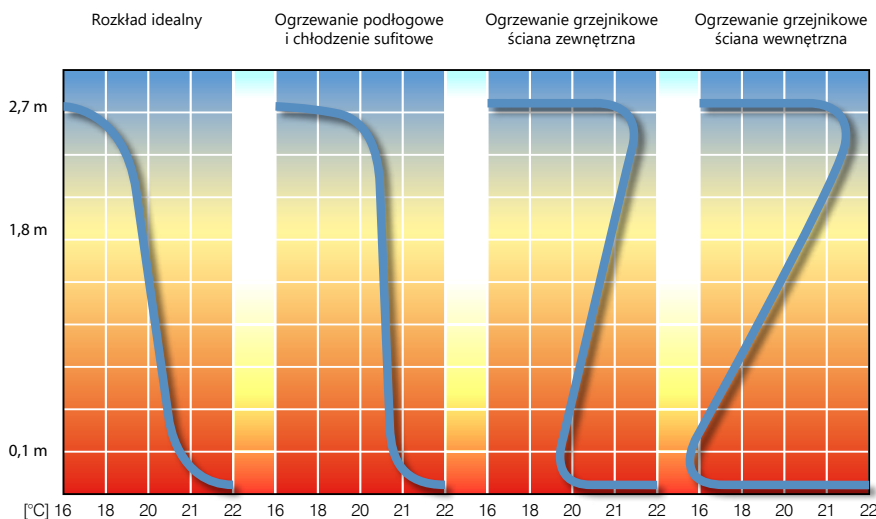 Rozkład idealny
Ogrzewanie podłogowe
i chłodzenie sufitowe
Ogrzewanie grzejnikowe
ściana zewnętrzna
Ogrzewanie grzejnikowe
ściana wewnętrzna
2,7 m
1,8 m
0,1 m
[°C] 16 18 20 21 22 16 18 20 21 22 16 18 20 21 22 16 18 20 21 22